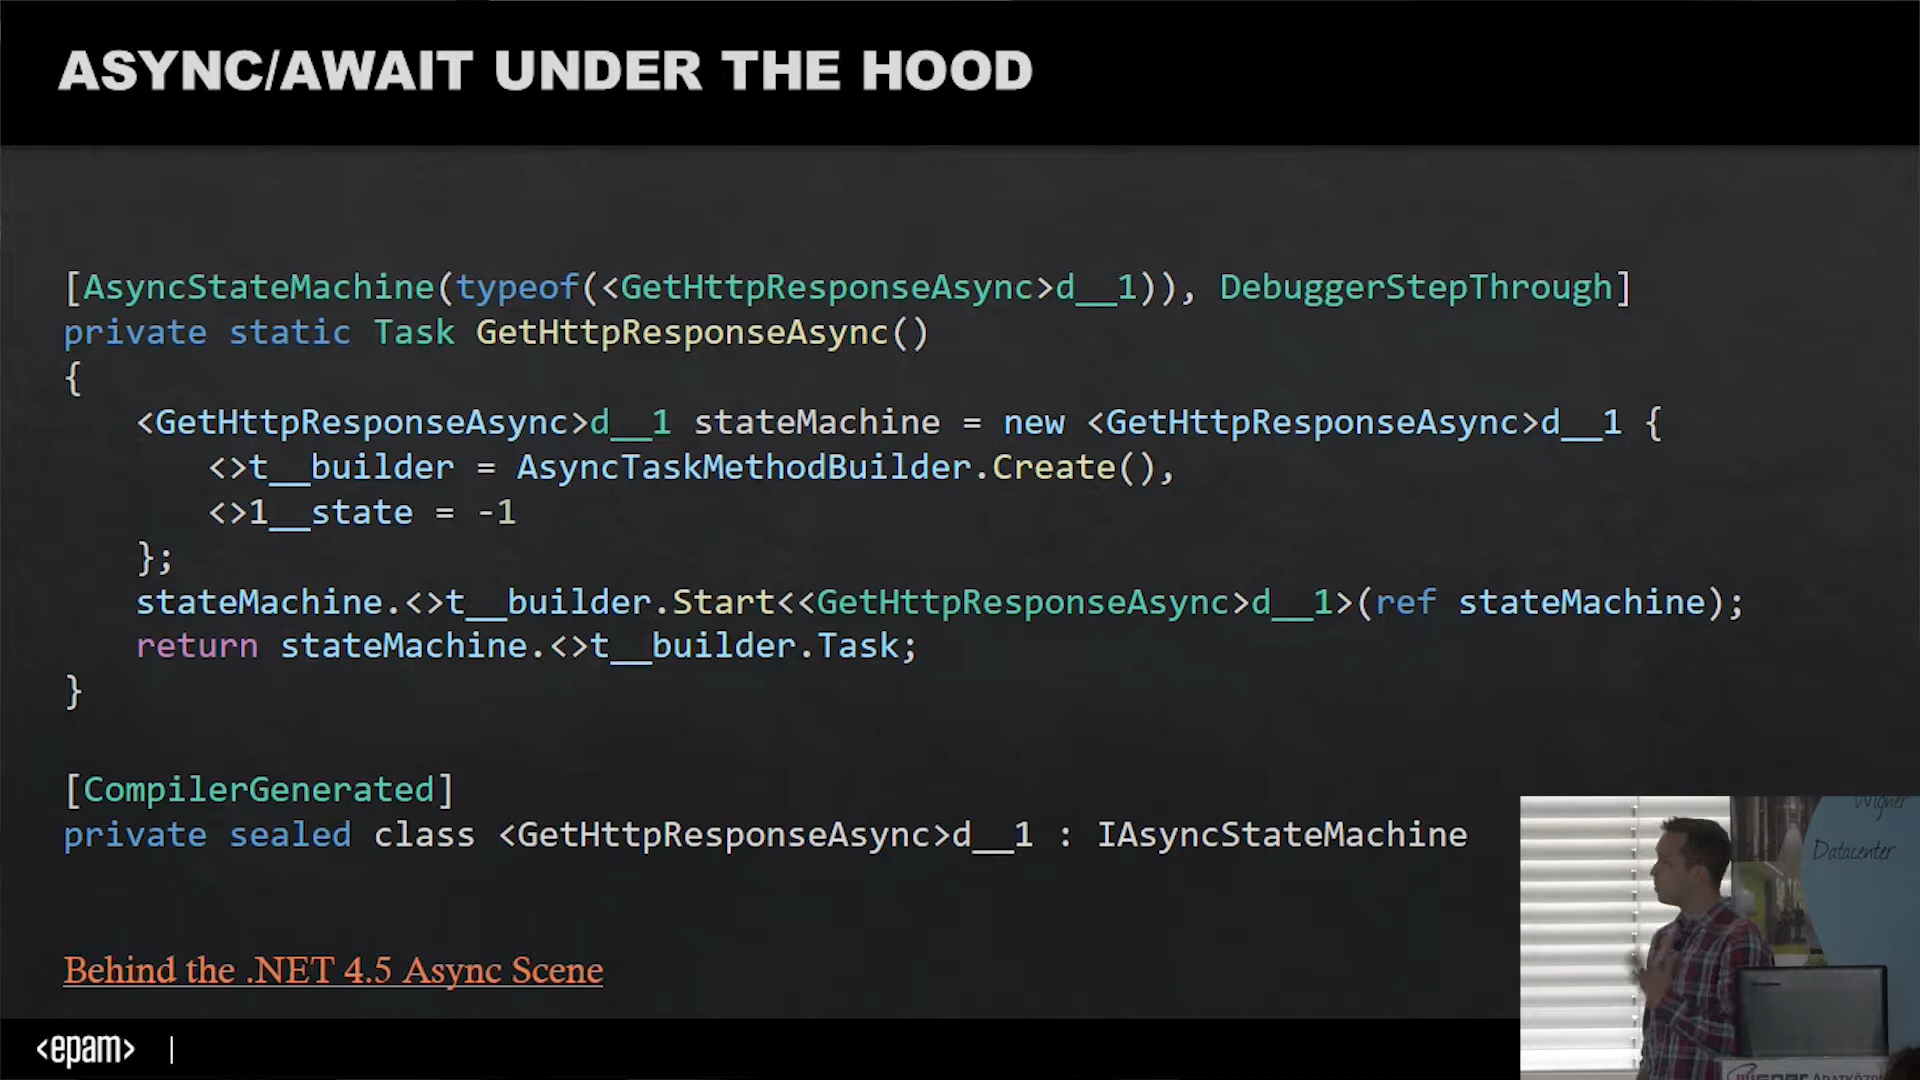 ASYNC/AWAIT UNDER THE HOOD
[AsyncStateMachine(typeof(<GetHttpResponseAsync>d__1)), DebuggerStepThrough]
private static Task GetHttpResponseAsync()
{
<GetHttpResponseAsync>d__1 stateMachine = new <GetHttpResponseAsync>d__1 {
<>t__builder = AsyncTaskMethodBuilder.Create(),
<>1__state = -1
};
stateMachine.<>t__builder.Start<<GetHttpResponseAsync>d__1>(ref stateMachine);
return stateMachine.<>t__builder.Task;
}
[CompilerGenerated]
private sealed class <GetHttpResponseAsync>d__1 : IAsyncStateMachine
Behind the .NET 4.5 Async Scene
<epam> |
Wigner
Datacenter